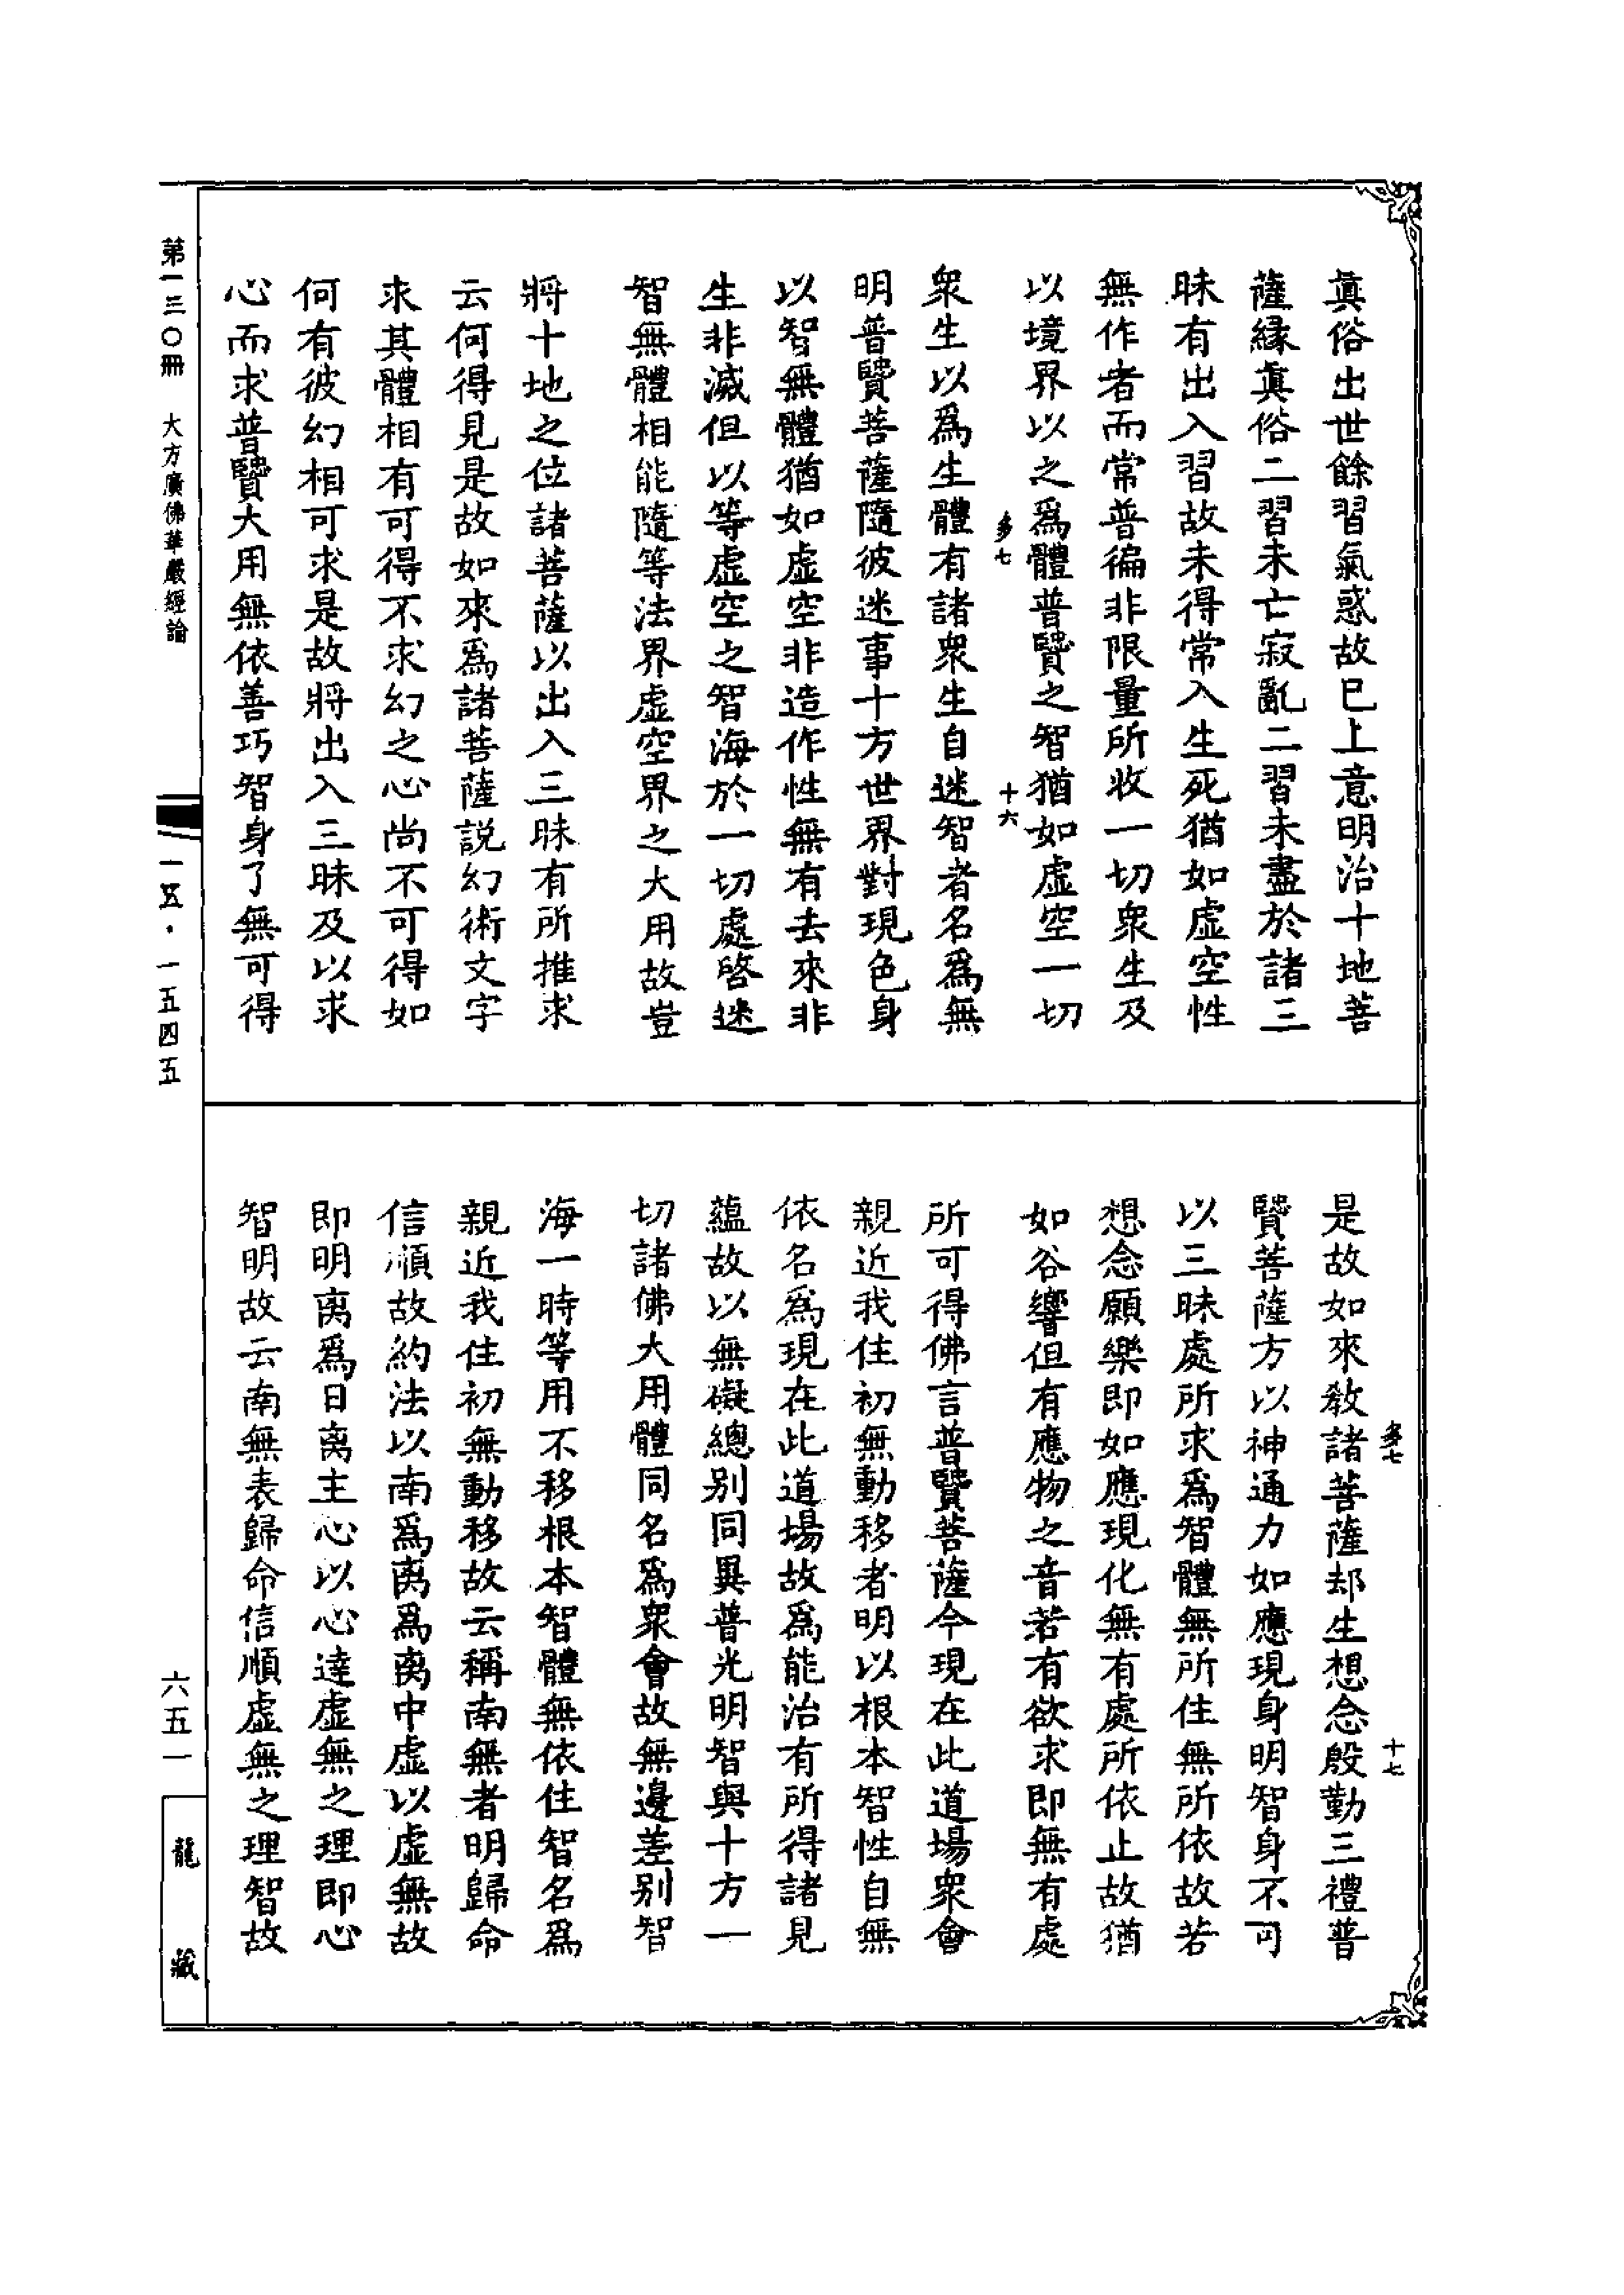 真俗出世餘習氣惑故已上意明治十地菩
薩緣真俗二習未亡寂亂二習未盡於諸三
昧有出入習故未得常入生死猶如虛空性
無作者而常普徧非限量所收一切衆生及
以境界以之爲體普賢之智猶如虛空一切
多七 十六
衆生以爲生體有諸衆生自迷智者名爲無
明普賢菩薩隨彼迷事十方世界對現色身
以智無體猶如虛空非造作性無有去來非
生非滅但以等虛空之智海於一切處啓迷
智無體相能隨等法界虛空界之大用故豈
將十地之位諸菩薩以出入三昧有所推求
云何得見是故如來爲諸菩薩説幻術文字
求其體相有可得不求幻之心尚不可得如
何有彼幻相可求是故將出入三昧及以求
心而求普賢大用無依善巧智身了無可得
多七 十七
是故如來教諸菩薩却生想念殷勤三禮普
賢菩薩方以神通力如應現身明智身不可
以三昧處所求爲智體無所住無所依故若
想念願樂即如應現化無有處所依止故猶
如谷響但有應物之音若有欲求即無有處
所可得佛言普賢菩薩今現在此道場衆會
親近我住初無動移者明以根本智性自無
依名爲現在此道場故爲能治有所得諸見
蘊故以無礙總别同異普光明智與十方一
切諸佛大用體同名爲衆會故無邊差别智
海一時等用不移根本智體無依住智名爲
親近我住初無動移故云稱南無者明歸命
信順故約法以南爲离爲离中虛以虛無故
即明离爲日离主心以心達虛無之理即心
智明故云南無表歸命信順虛無之理智故
第一三〇冊 大方廣佛華嚴經論
一五·一五四五
六五一
龍藏